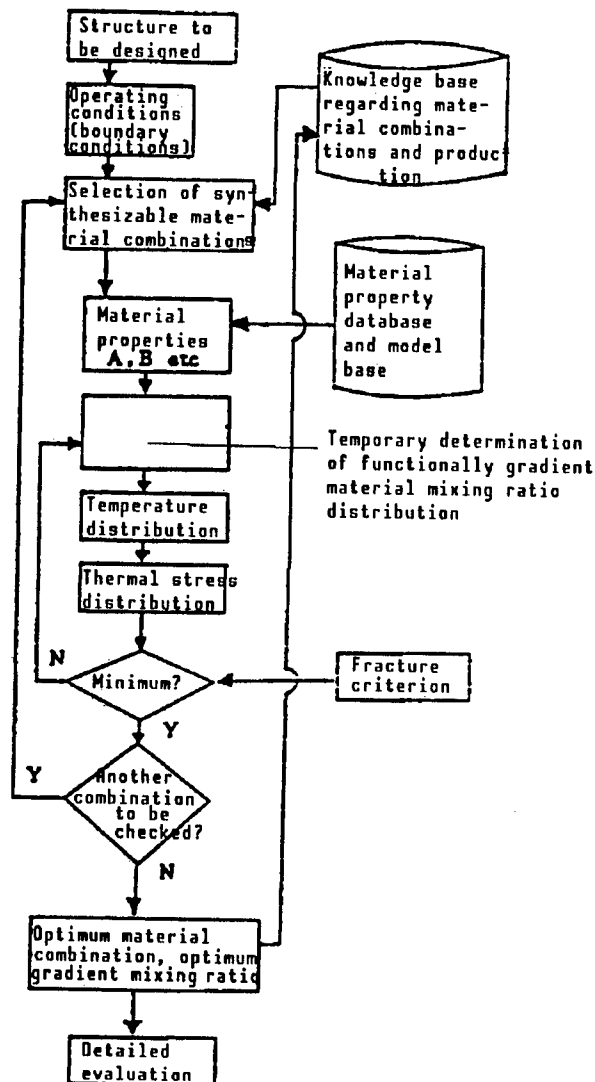 Structure to
be designed
Operating
conditions
(boundary
conditions)
Knowledge base
regarding mate-
rial combina-
tions and produc
tion
Selection of syn-
thesizable mate-
rial combinations
Material
properties
A, B etc
Material
property
database
and model
base
Temporary determination
of functionally gradient
material mixing ratio
distribution
Temperature
distribution
Thermal stress
distribution
N
Minimum?
Fracture
criterion
Y
Y
Another
combination
to be
checked?
N
Optimum material
combination, optimum
gradient mixing ratio
Detailed
evaluation